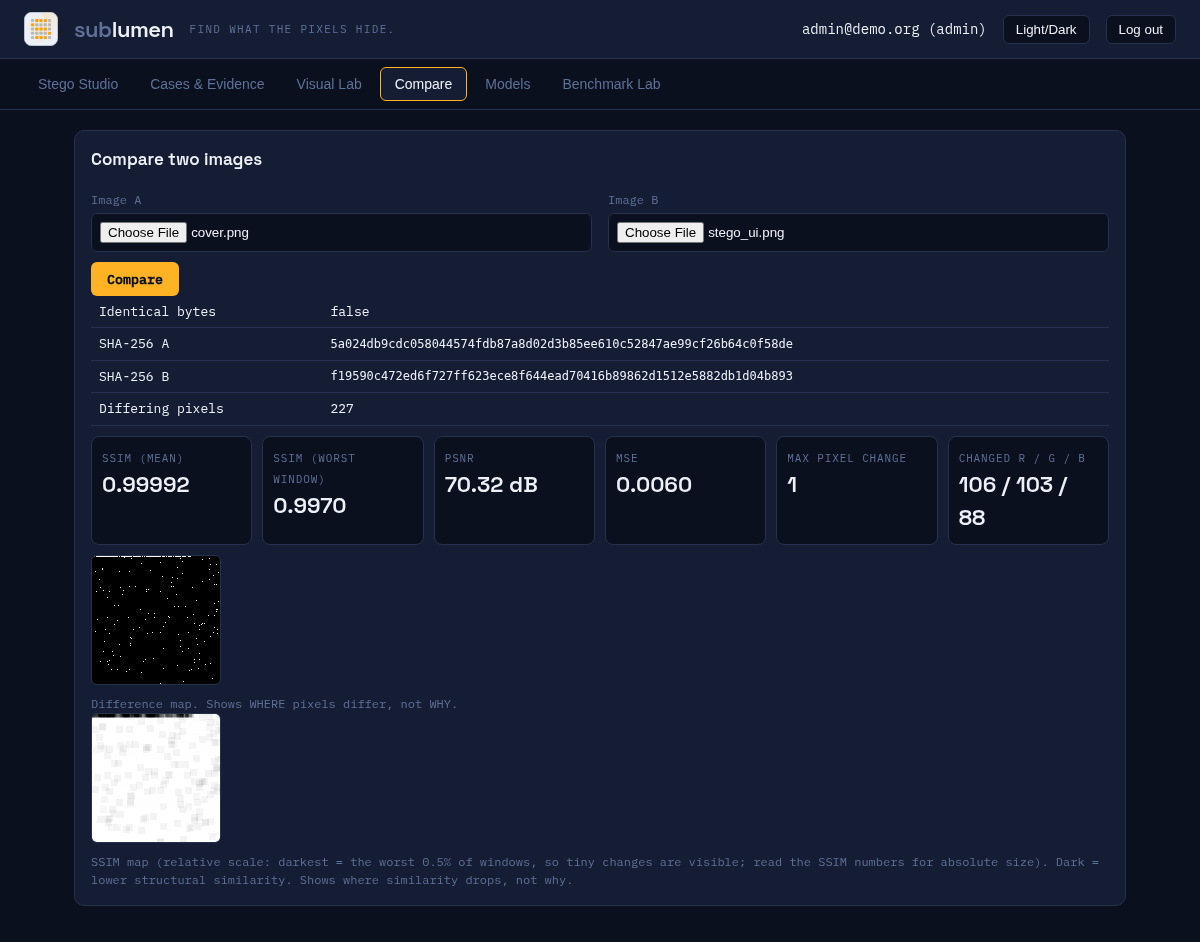 sublumen FIND WHAT THE PIXELS HIDE. admin@demo.org (admin) Light/Dark Log out
Stego Studio Cases & Evidence Visual Lab Compare Models Benchmark Lab
Compare two images
Image A Image B
Choose File cover.png Choose File stego_ui.png
Compare
Identical bytes false
SHA-256 A 5a024db9cdc058044574fdb87a8d02d3b85ee610c52847ae99cf26b64c0f58de
SHA-256 B f19590c472ed6f727ff623ece8f644ead70416b89862d1512e5882db1d04b893
Differing pixels 227
SSIM (MEAN)
0.99992
SSIM (WORST
WINDOW)
0.9970
PSNR
70.32 dB
MSE
0.0060
MAX PIXEL CHANGE
1
CHANGED R / G / B
106 / 103 /
88
Difference map. Shows WHERE pixels differ, not WHY.
SSIM map (relative scale: darkest = the worst 0.5% of windows, so tiny changes are visible; read the SSIM numbers for absolute size). Dark =
lower structural similarity. Shows where similarity drops, not why.